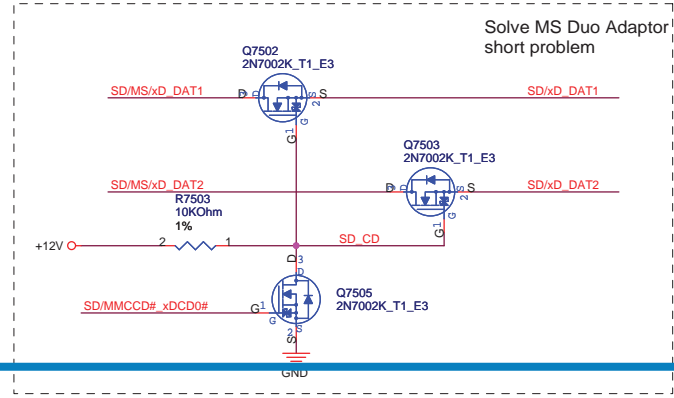 Solve MS Duo Adaptor
short problem
Q7502
2N7002K_T1_E3
SD/MS/xD_DAT1
D
D
S
2
S
SD/xD_DAT1
G
1
G
Q7503
2N7002K_T1_E3
SD/MS/xD_DAT2
D
D
S
2
S
SD/xD_DAT2
G
1
G
R7503
10KOhm
1%
+12V
2
1
SD_CD
D
3
D
Q7505
2N7002K_T1_E3
SD/MMCCD#_xDCD0#
G
1
G
2
S
S
GND